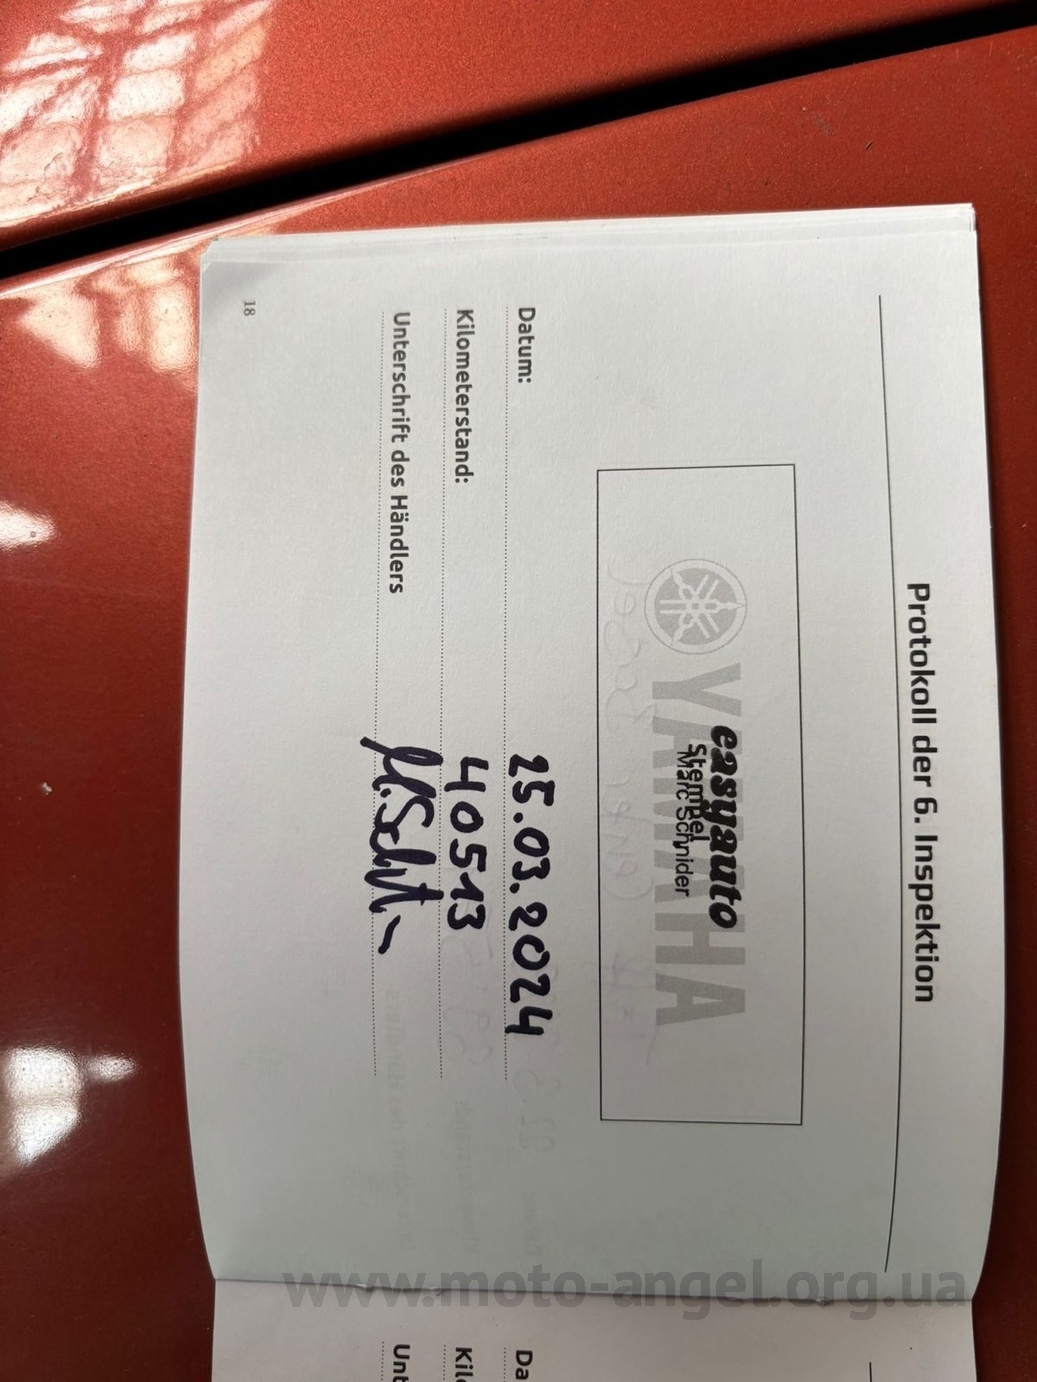 Protokoll der 6. Inspektion
YAMAHA
easyauto
Stempel
Marc Schnider
Datum: 25.03.2024
Kilometerstand: 40513
Unterschrift des Händlers
18
www.moto-angel.org.ua
Da
Kil
Unt